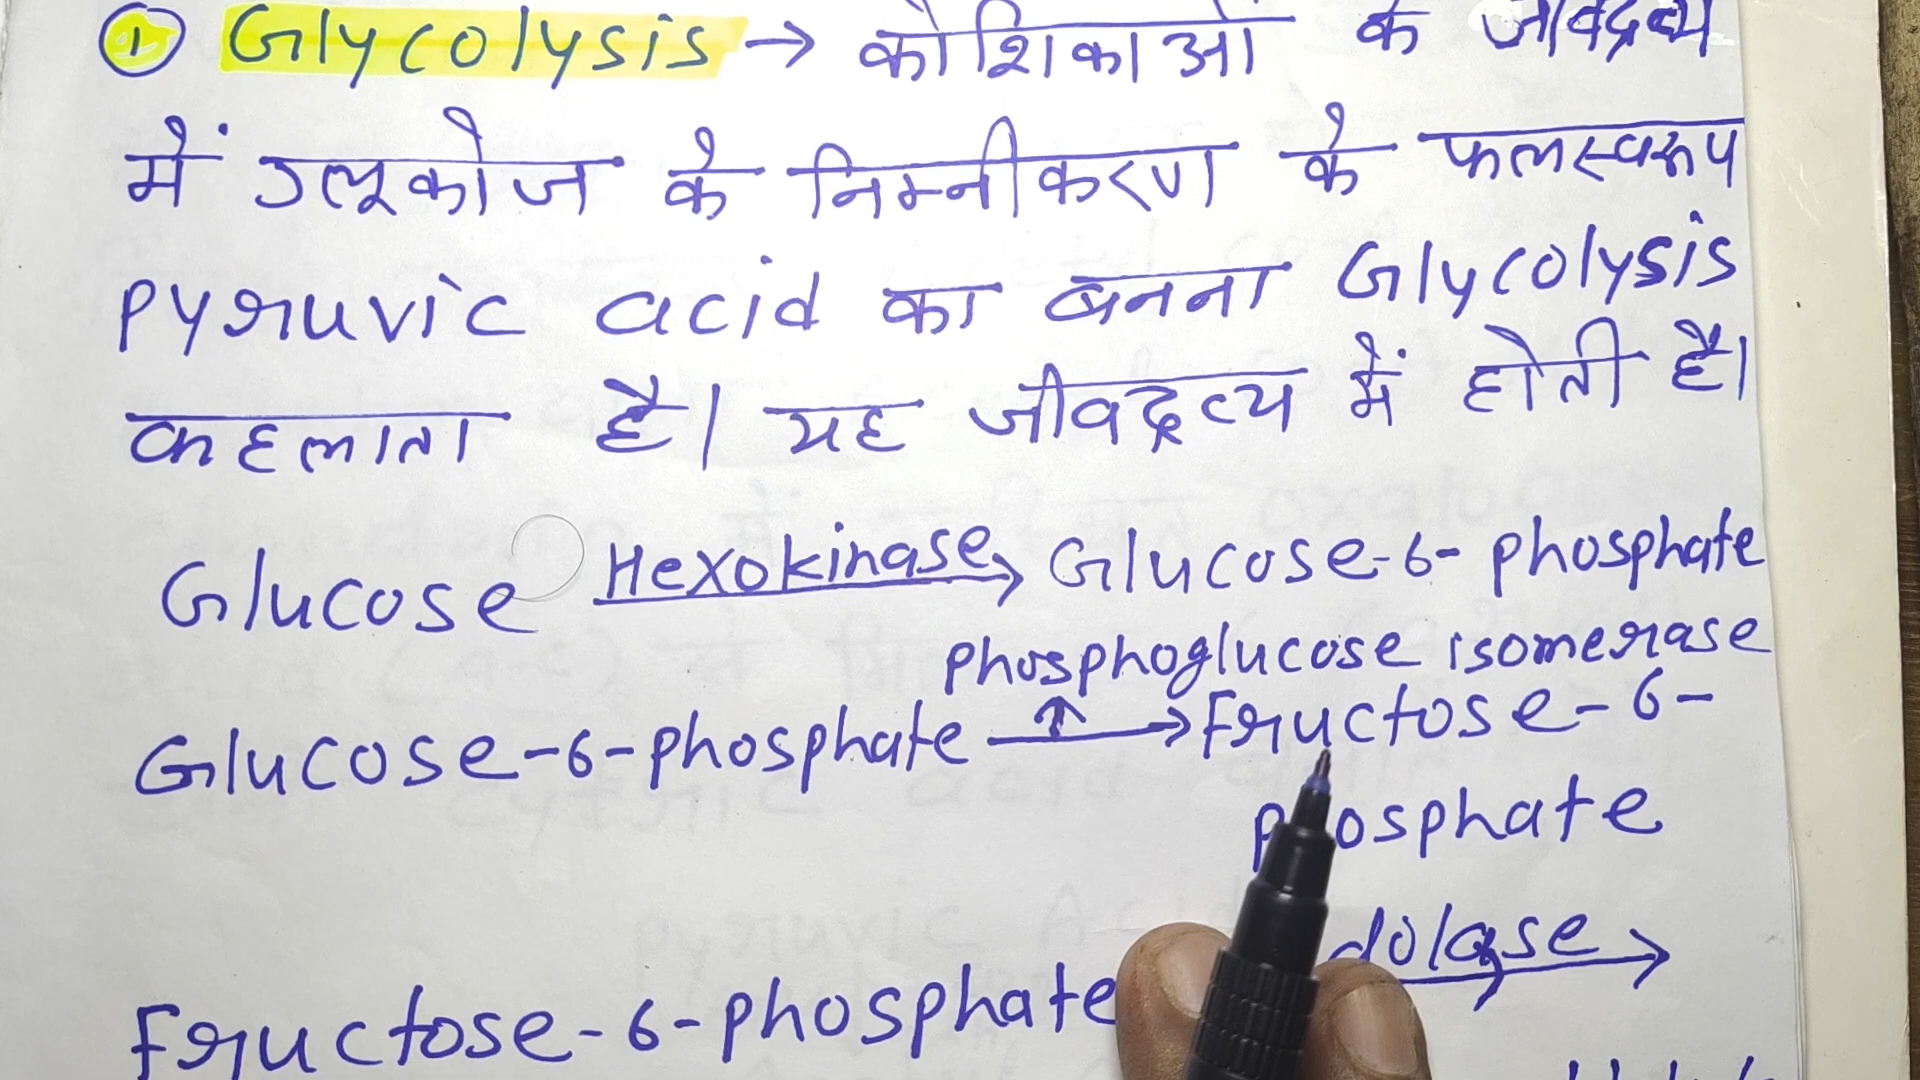 ① Glycolysis → कोशिकाओं के जीवद्रव्य
में ग्लूकोज के निम्नीकरण के फलस्वरूप
pyruvic acid का बनना Glycolysis
कहलाता है। यह जीवद्रव्य में होती है।
Glucose Hexokinase→ Glucose-6-phosphate
phosphoglucose isomerase
Glucose-6-phosphate ↑→ Fructose-6-
phosphate
dolase →
Fructose-6-phosphate